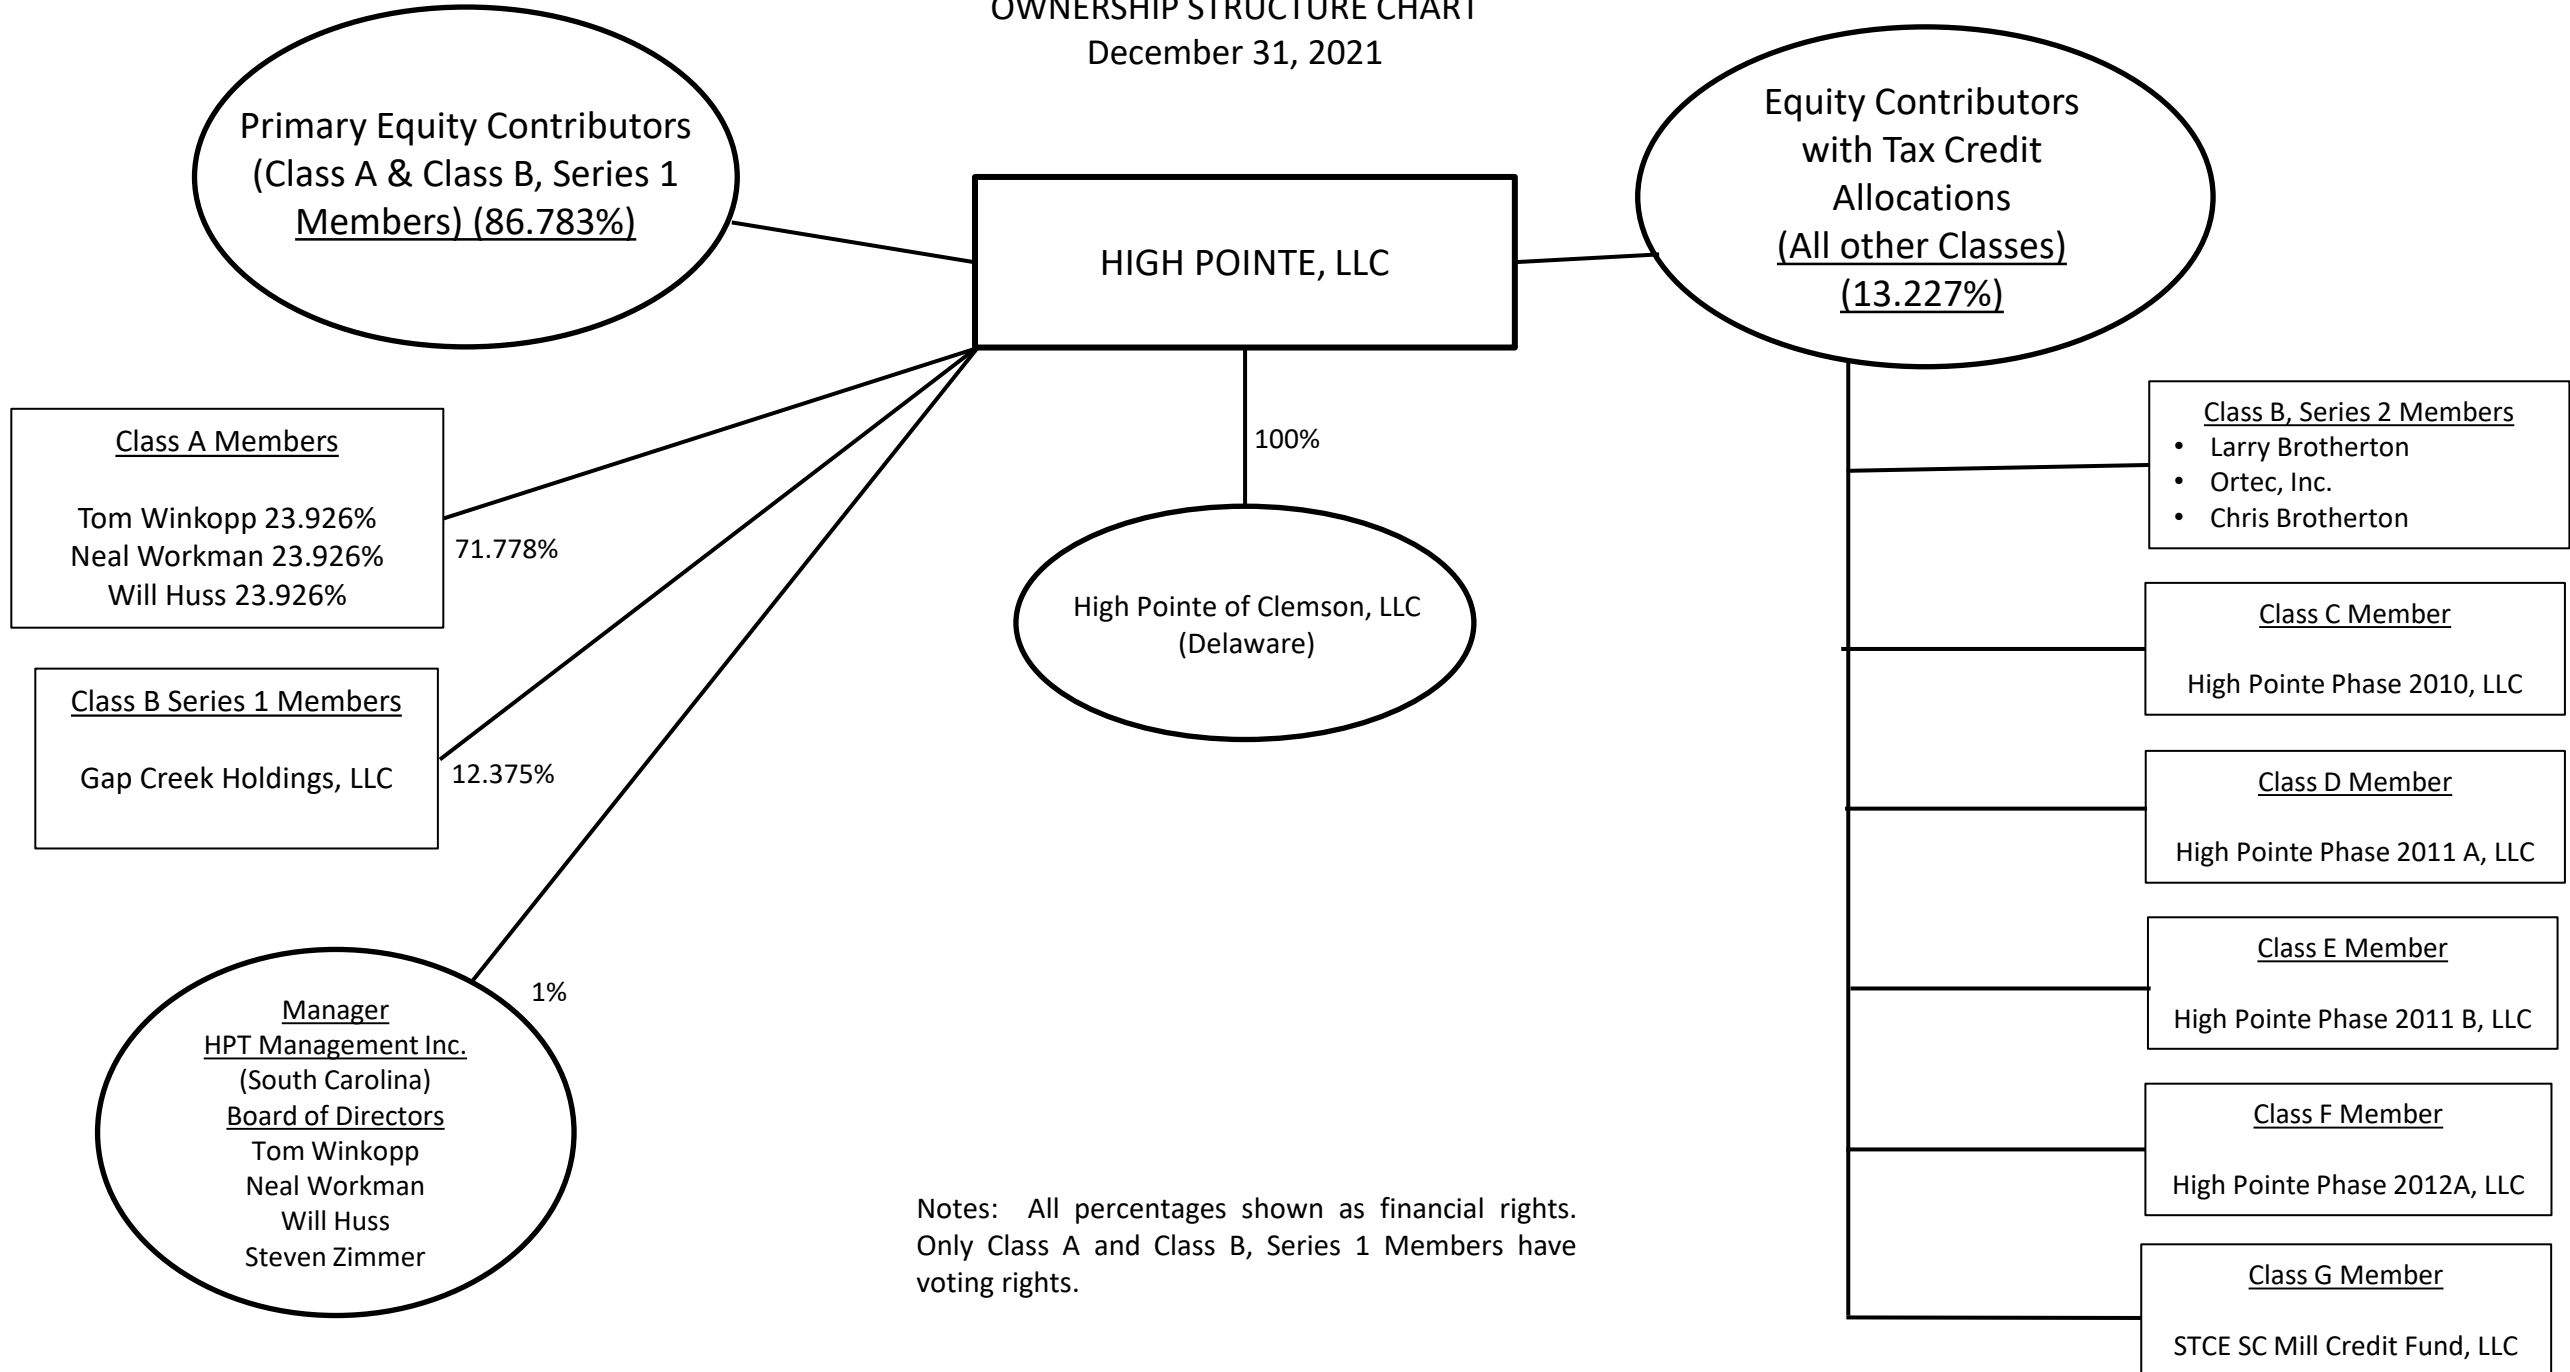 OWNERSHIP STRUCTURE CHART
December 31, 2021
Primary Equity Contributors
(Class A & Class B, Series 1
Members) (86.783%)
HIGH POINTE, LLC
Equity Contributors
with Tax Credit
Allocations
(All other Classes)
(13.227%)
Class A Members
Tom Winkopp 23.926%
Neal Workman 23.926%
Will Huss 23.926%
71.778%
Class B Series 1 Members
Gap Creek Holdings, LLC
12.375%
Manager
HPT Management Inc.
(South Carolina)
Board of Directors
Tom Winkopp
Neal Workman
Will Huss
Steven Zimmer
1%
100%
High Pointe of Clemson, LLC
(Delaware)
Notes: All percentages shown as financial rights.
Only Class A and Class B, Series 1 Members have
voting rights.
Class B, Series 2 Members
• Larry Brotherton
• Ortec, Inc.
• Chris Brotherton
Class C Member
High Pointe Phase 2010, LLC
Class D Member
High Pointe Phase 2011 A, LLC
Class E Member
High Pointe Phase 2011 B, LLC
Class F Member
High Pointe Phase 2012A, LLC
Class G Member
STCE SC Mill Credit Fund, LLC